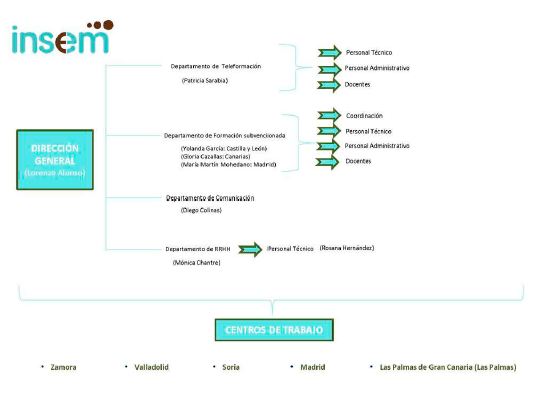 insem
Departamento de Teleformación
(Patricia Sarabia)
Personal Técnico
Personal Administrativo
Docentes
DIRECCIÓN
GENERAL
(Lorenzo Alonso)
Departamento de Formación subvencionada
(Yolanda García: Castilla y León)
(Gloria Cazallas: Canarias)
(María Martín Mohedano: Madrid)
Coordinación
Personal Técnico
Personal Administrativo
Docentes
Departamento de Comunicación
(Diego Colinas)
Departamento de RRHH
(Mónica Chantre)
Personal Técnico (Rosana Hernández)
CENTROS DE TRABAJO
• Zamora
• Valladolid
• Soria
• Madrid
• Las Palmas de Gran Canaria (Las Palmas)